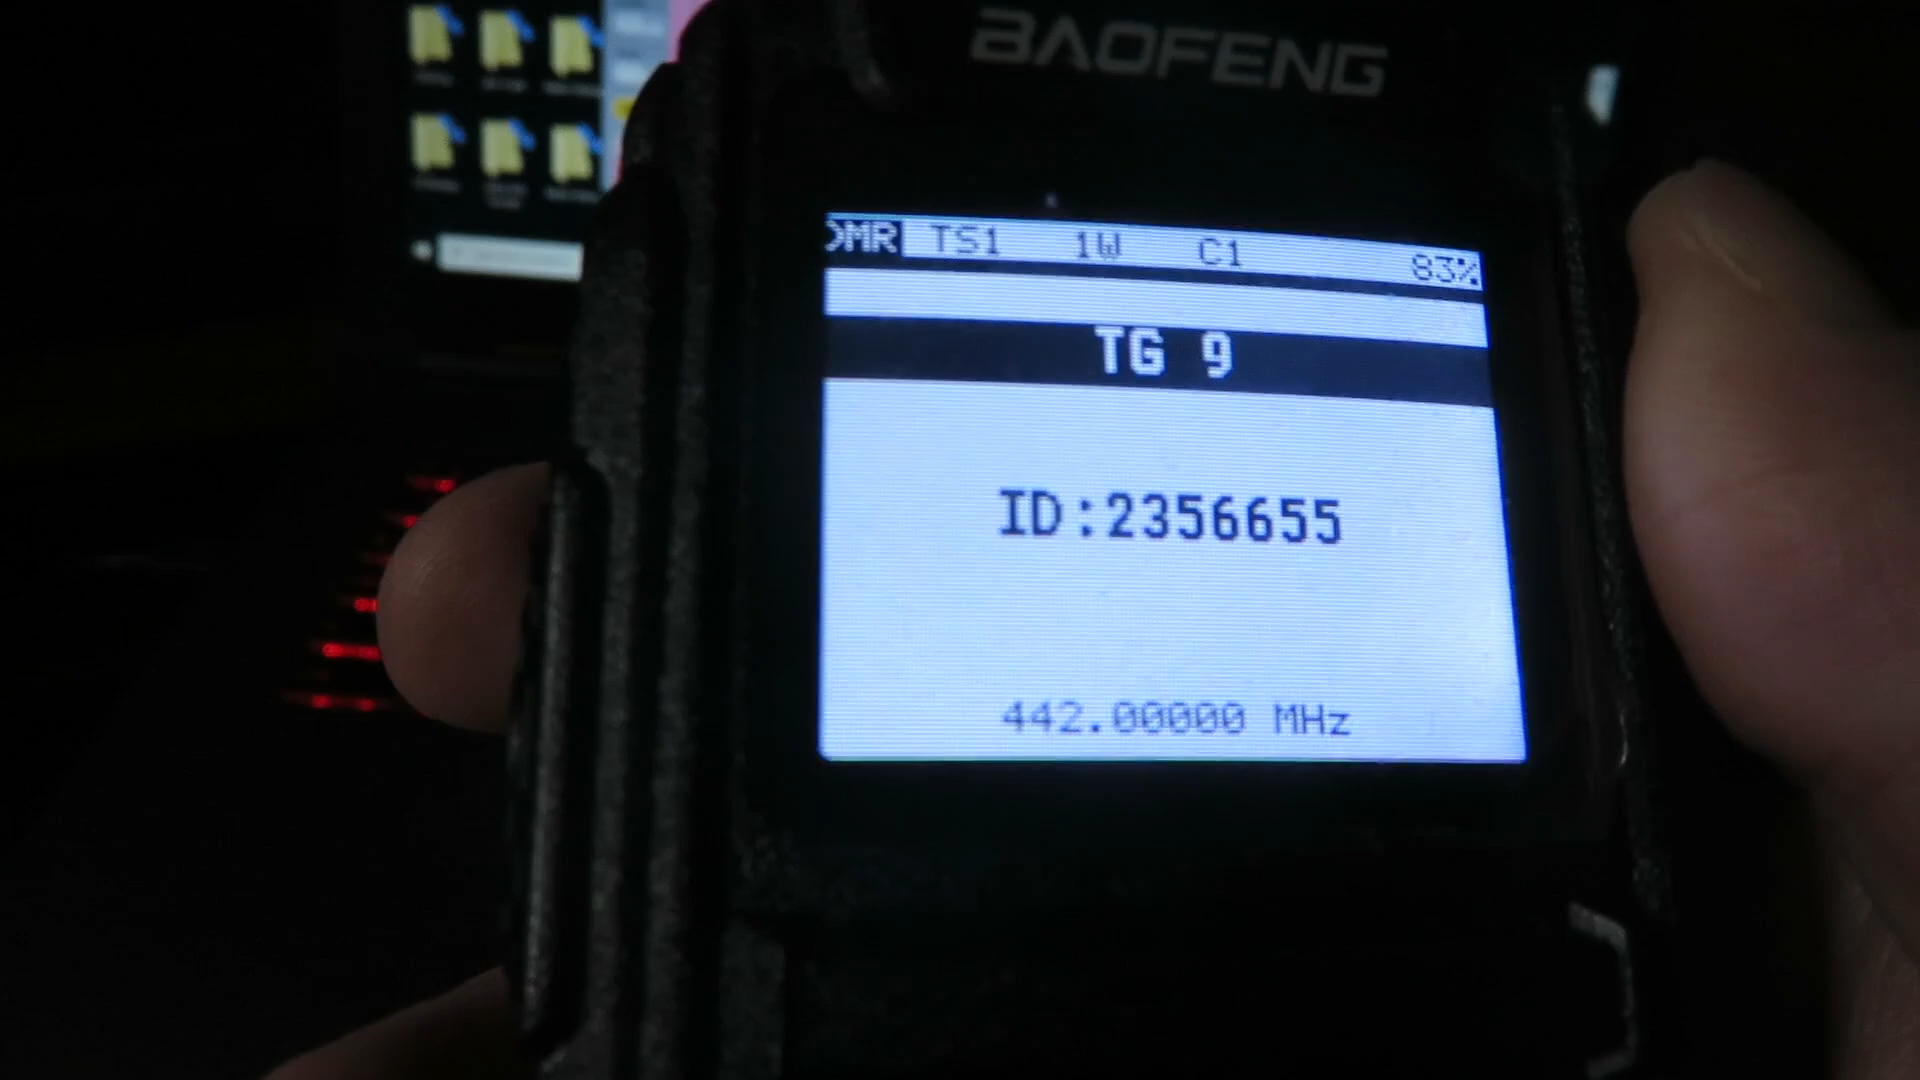 BAOFENG
DMR TS1 1W C1 83%
TG 9
ID:2356655
442.00000 MHz